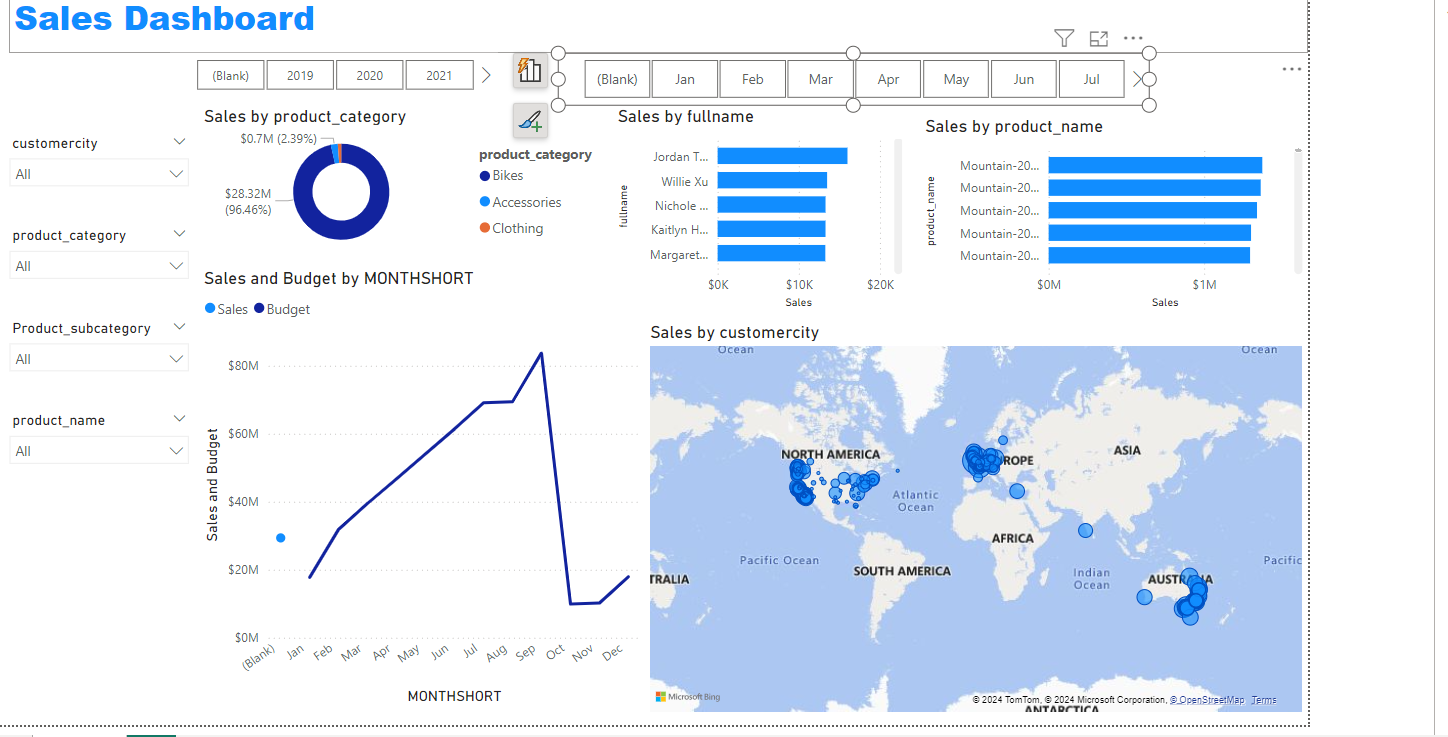 Sales Dashboard
(Blank)
2019
2020
2021
(Blank)
Jan
Feb
Mar
Apr
May
Jun
Jul
customercity
All
product_category
All
Product_subcategory
All
product_name
All
Sales by product_category
$0.7M (2.39%)
$28.32M
(96.46%)
product_category
Bikes
Accessories
Clothing
Sales by fullname
fullname
Jordan T...
Willie Xu
Nichole ...
Kaitlyn H...
Margaret...
$0K
$10K
$20K
Sales
Sales by product_name
product_name
Mountain-20...
Mountain-20...
Mountain-20...
Mountain-20...
Mountain-20...
$0M
$1M
Sales
Sales and Budget by MONTHSHORT
Sales
Budget
Sales and Budget
$80M
$60M
$40M
$20M
$0M
(Blank)
Jan
Feb
Mar
Apr
May
Jun
Jul
Aug
Sep
Oct
Nov
Dec
MONTHSHORT
Sales by customercity
Ocean
Ocean
NORTH AMERICA
ROPE
ASIA
Atlantic
Ocean
AFRICA
Pacific Ocean
SOUTH AMERICA
Indian
Ocean
Pacific
TRALIA
AUSTRALIA
Microsoft Bing
© 2024 TomTom, © 2024 Microsoft Corporation, © OpenStreetMap Terms
ANTARCTICA